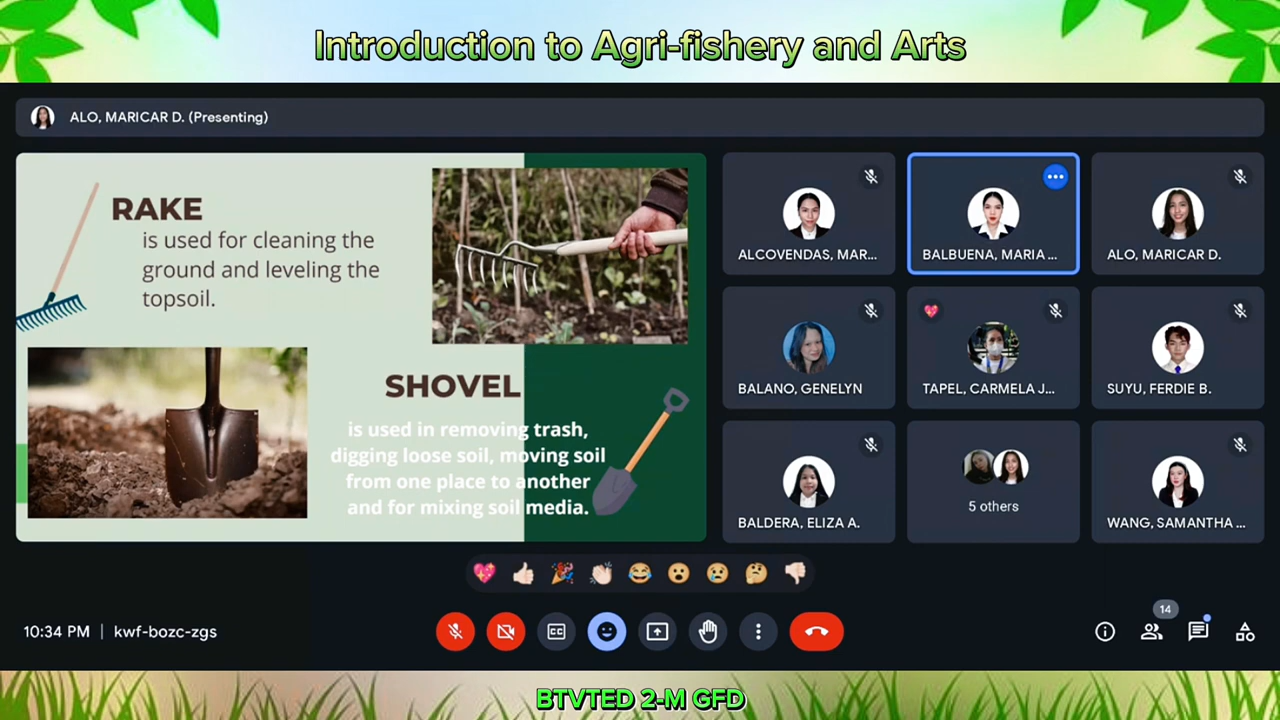 Introduction to Agri-fishery and Arts
ALO, MARICAR D. (Presenting)
RAKE
is used for cleaning the
ground and leveling the
topsoil.
SHOVEL
is used in removing trash,
digging loose soil, moving soil
from one place to another
and for mixing soil media.
ALCOVENDAS, MAR...
BALBUENA, MARIA ...
ALO, MARICAR D.
BALANO, GENELYN
TAPEL, CARMELA J...
SUYU, FERDIE B.
BALDERA, ELIZA A.
5 others
WANG, SAMANTHA ...
10:34 PM | kwf-bozc-zgs
CC
14
BTVTED 2-M GFD